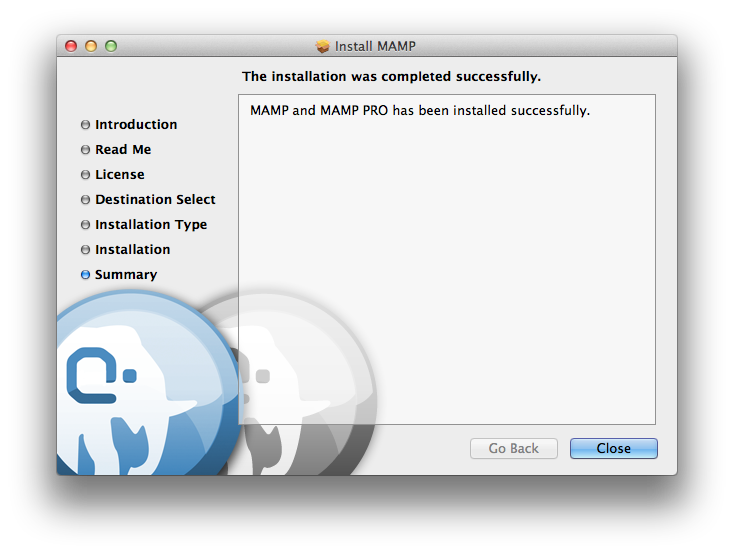 Install MAMP
The installation was completed successfully.
MAMP and MAMP PRO has been installed successfully.
Introduction
Read Me
License
Destination Select
Installation Type
Installation
Summary
Go Back
Close